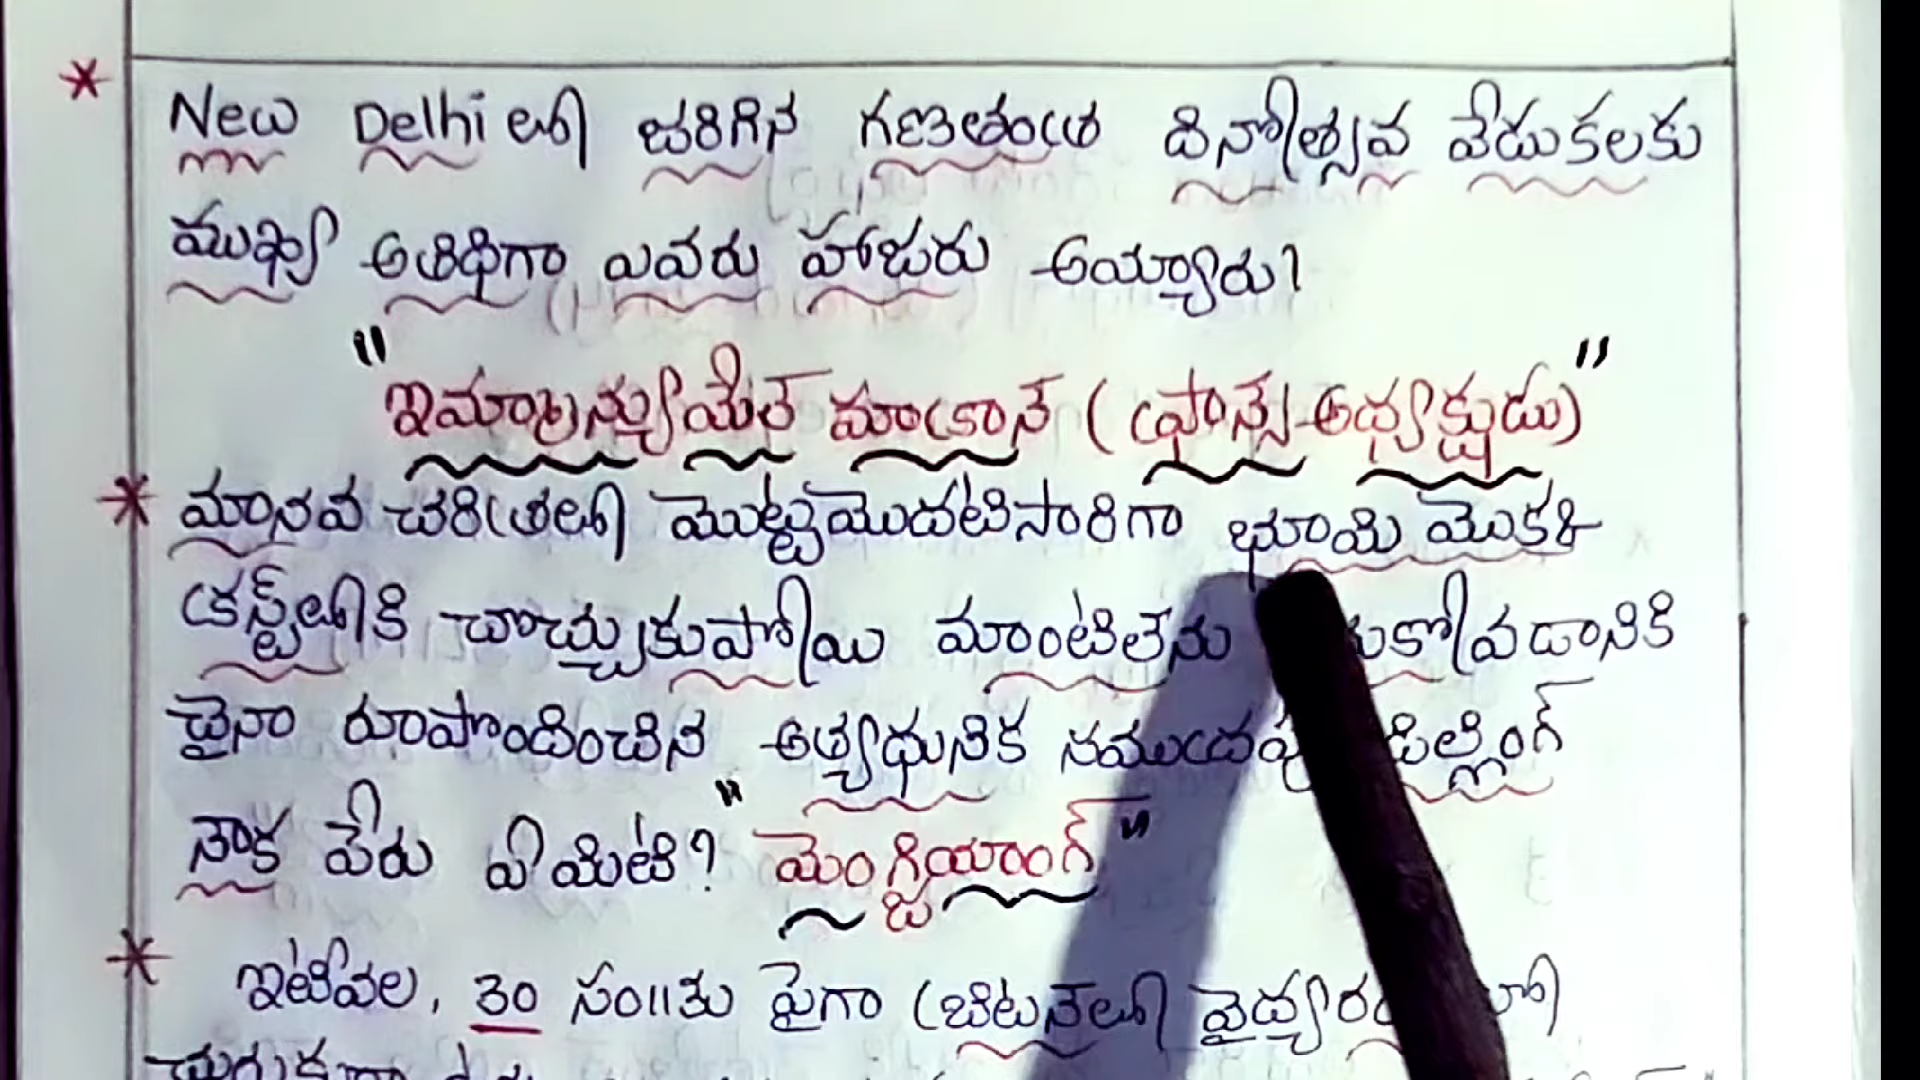 New Delhi లో జరిగిన గణతంత్ర దినోత్సవ వేడుకలకు
ముఖ్య అతిథిగా ఎవరు హాజరు అయ్యారు?
"ఇమ్మాన్యుయేల్ మాక్రాన్ (ఫ్రాన్స్ అధ్యక్షుడు)"
* మానవ చరిత్రలో మొట్టమొదటిసారిగా భూమి యొక్క
క్రస్ట్‌లోకి చొచ్చుకుపోయి మాంటిల్‌ను
చైనా రూపొందించిన అత్యాధునిక డ్రిల్లింగ్
నౌక పేరు ఏమిటి? "మెంగ్జియాంగ్"
* ఇటీవల, 30 సం॥కు పైగా బ్రిటన్‌లో